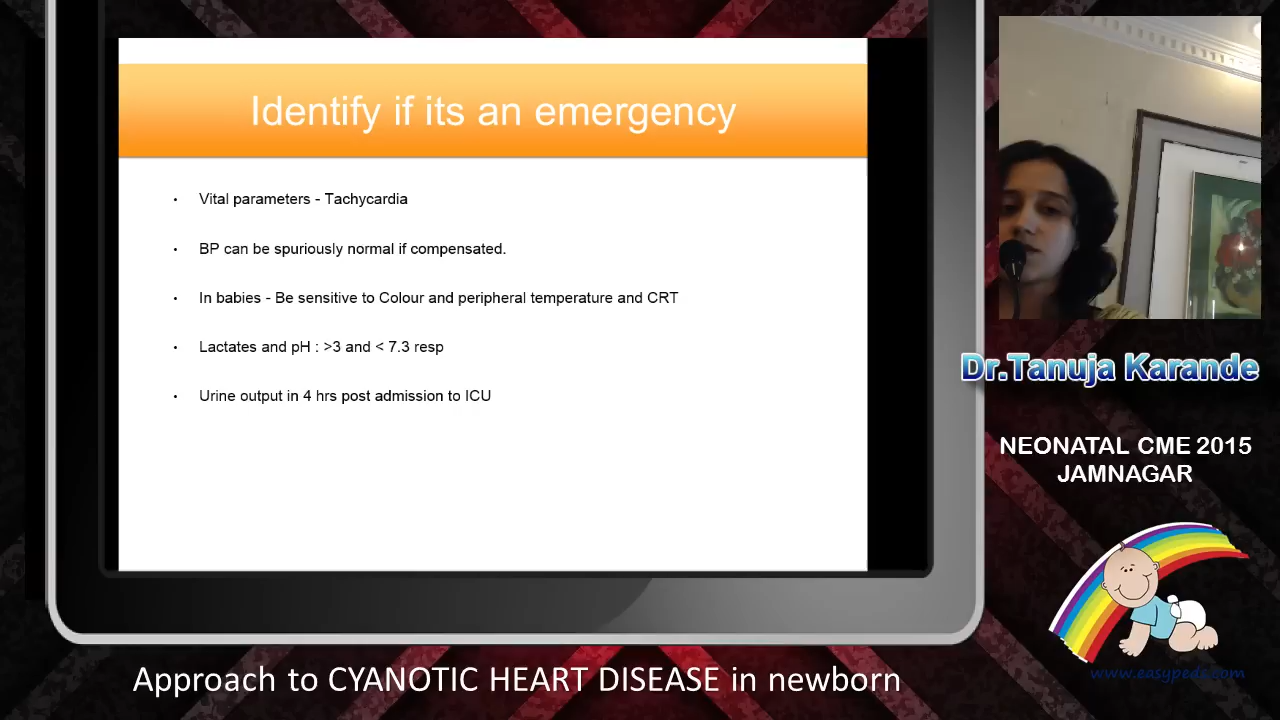 Identify if its an emergency
• Vital parameters - Tachycardia
• BP can be spuriously normal if compensated.
• In babies - Be sensitive to Colour and peripheral temperature and CRT
• Lactates and pH : >3 and < 7.3 resp
• Urine output in 4 hrs post admission to ICU
Dr.Tanuja Karande
NEONATAL CME 2015
JAMNAGAR
www.easypeds.com
Approach to CYANOTIC HEART DISEASE in newborn